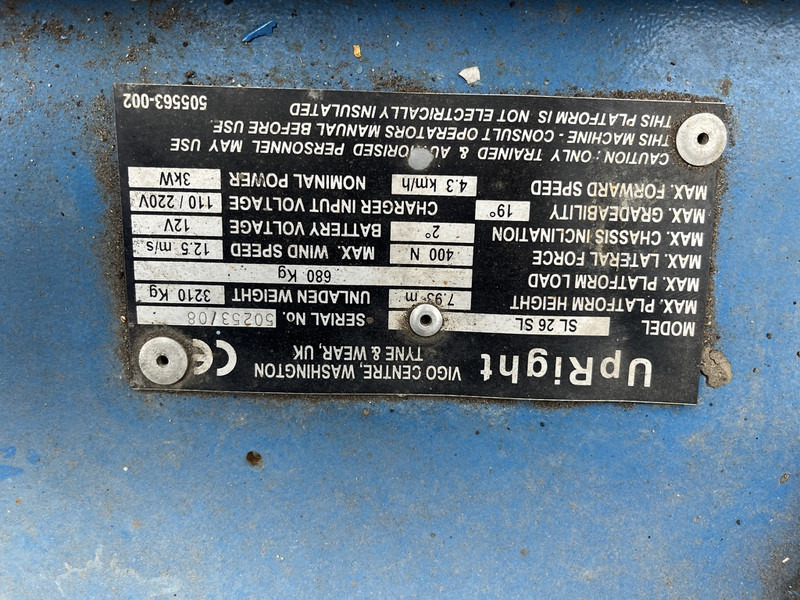 UpRight
VIGO CENTRE, WASHINGTON
TYNE & WEAR, UK
CE
MODEL SL 26 SL SERIAL No. 50253/08
MAX. PLATFORM HEIGHT 7.93 m UNLADEN WEIGHT 3210 Kg
MAX. PLATFORM LOAD 680 Kg
MAX. LATERAL FORCE 400 N MAX. WIND SPEED 12.5 m/s
MAX. CHASSIS INCLINATION 2° BATTERY VOLTAGE 12V
MAX. GRADEABILITY 19° CHARGER INPUT VOLTAGE 110 / 220V
MAX. FORWARD SPEED 4.3 km/h NOMINAL POWER 3KW
CAUTION : ONLY TRAINED & AUTHORISED PERSONNEL MAY USE
THIS MACHINE - CONSULT OPERATORS MANUAL BEFORE USE.
THIS PLATFORM IS NOT ELECTRICALLY INSULATED
505563-002